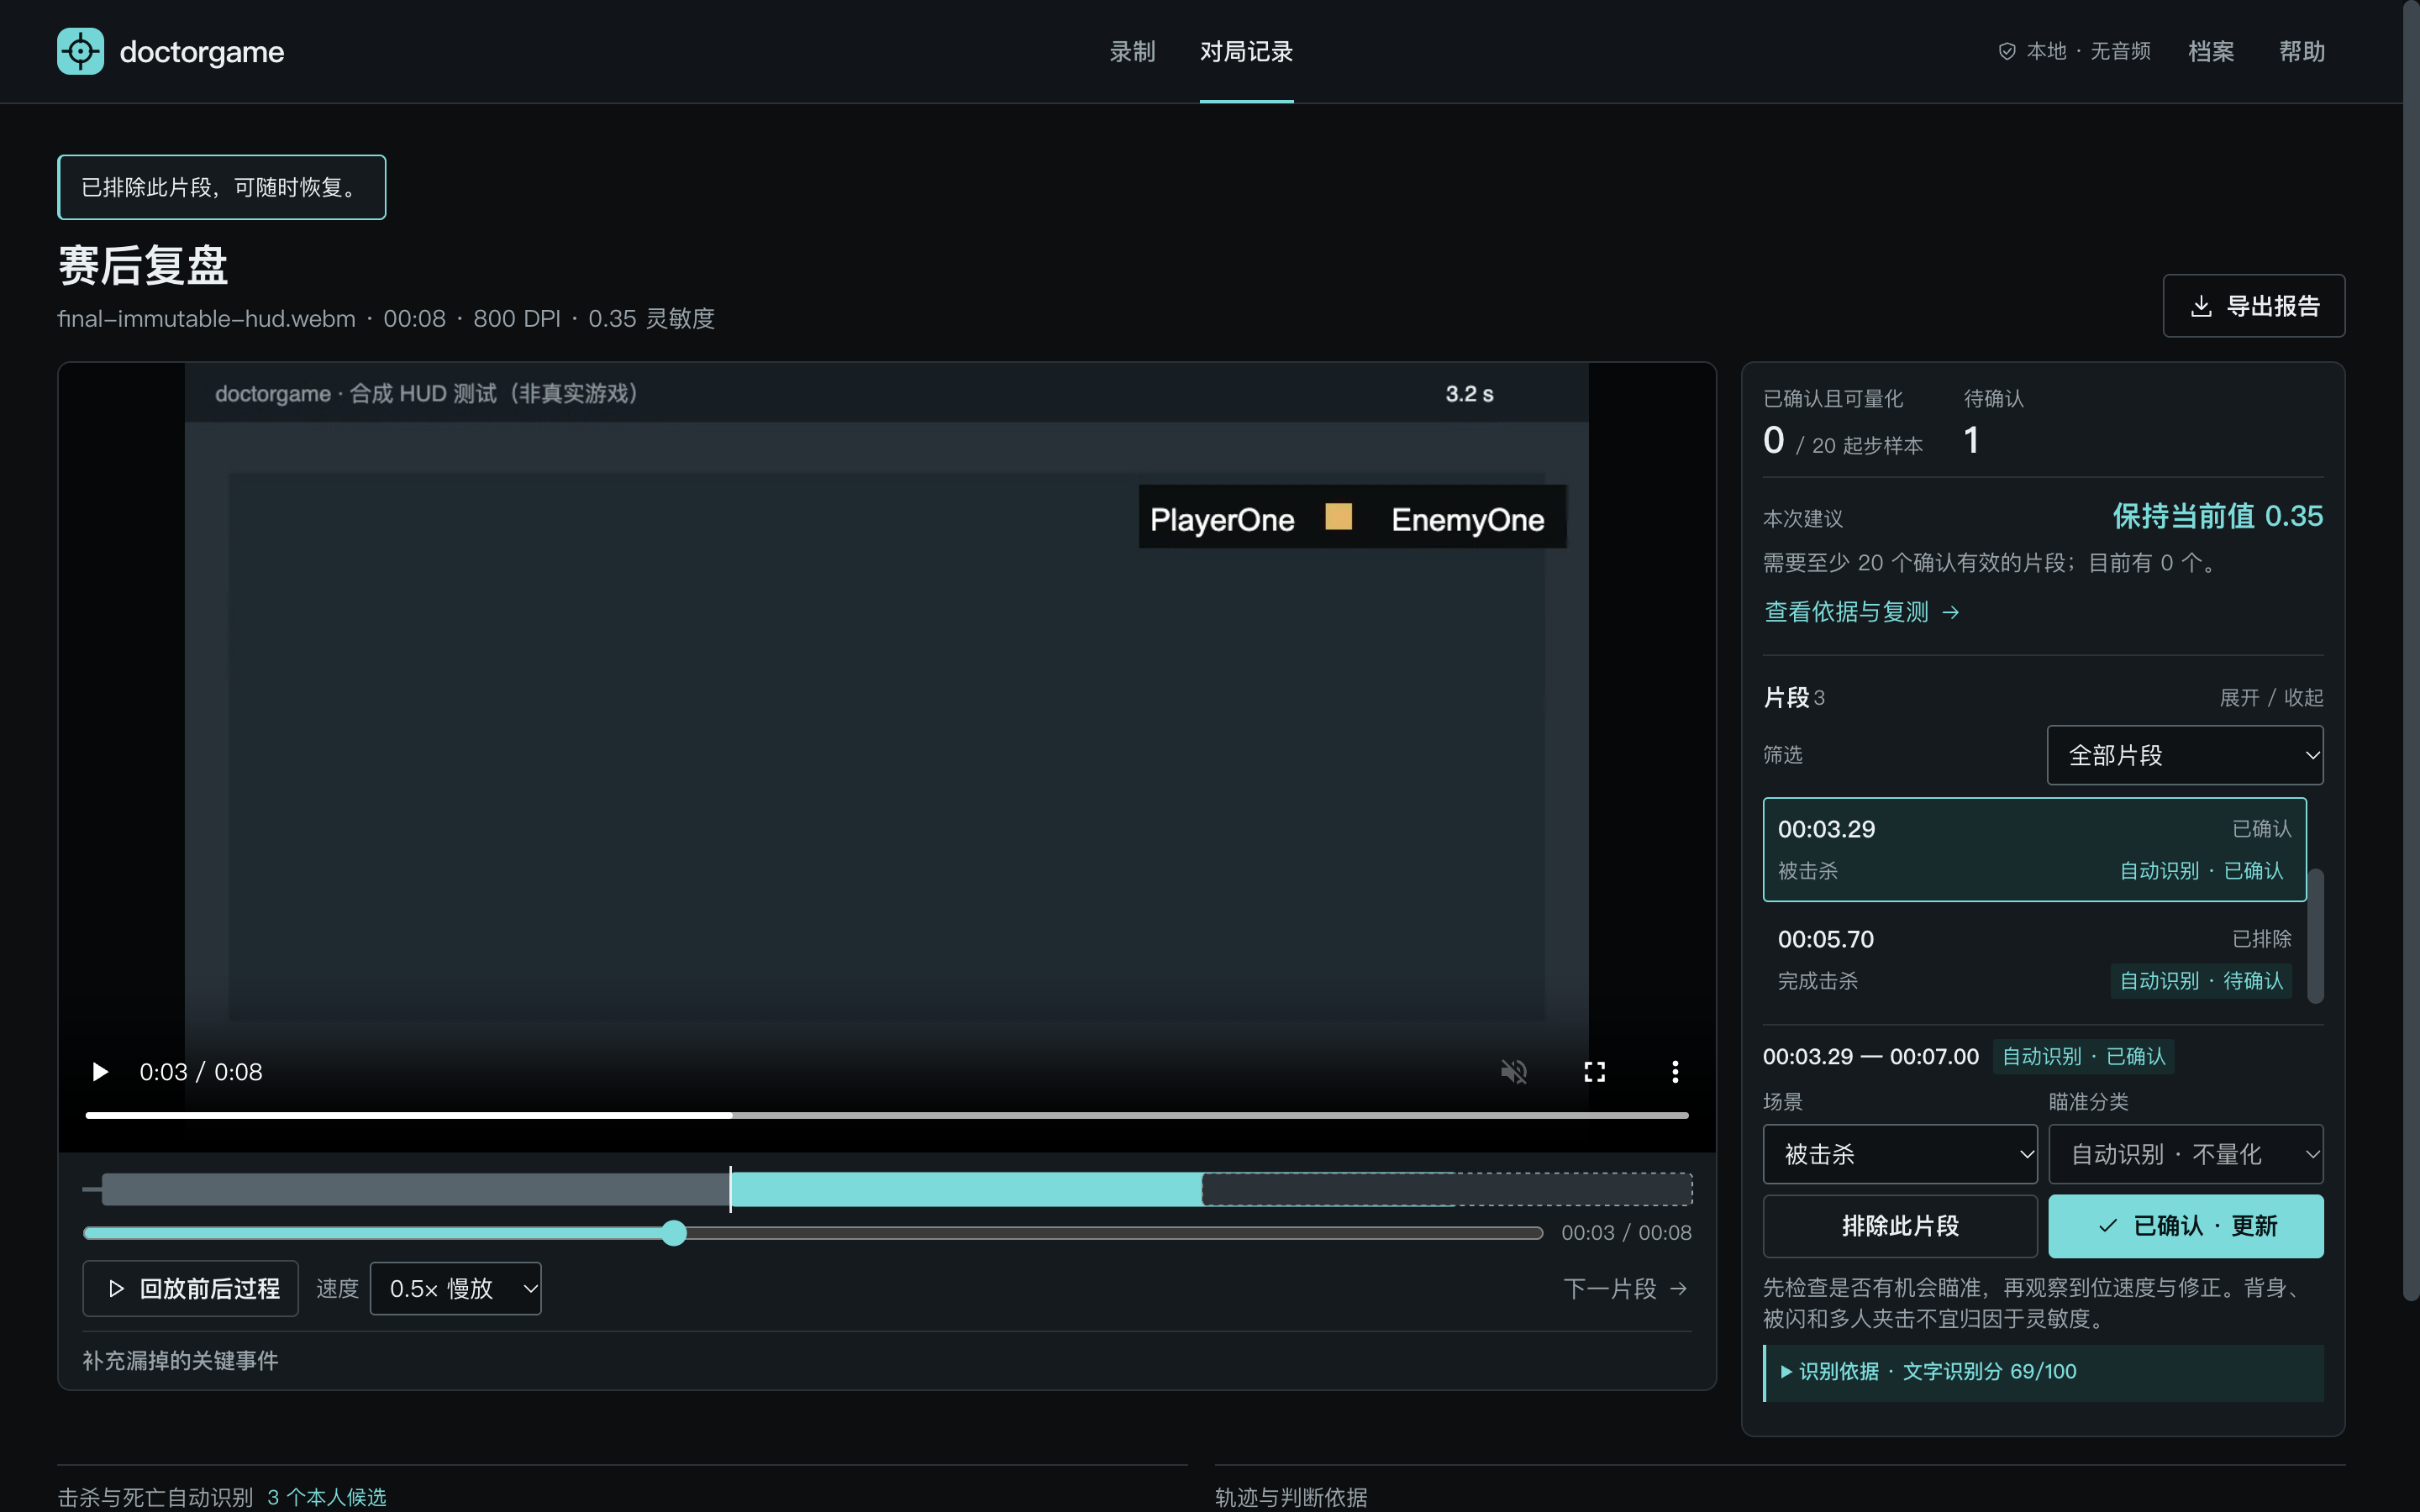 doctorgame
录制
对局记录
本地 · 无音频
档案
帮助
已排除此片段，可随时恢复。
赛后复盘
final-immutable-hud.webm · 00:08 · 800 DPI · 0.35 灵敏度
导出报告
doctorgame · 合成 HUD 测试（非真实游戏）
3.2 s
PlayerOne
EnemyOne
0:03 / 0:08
00:03 / 00:08
回放前后过程
速度
0.5× 慢放
下一片段 →
补充漏掉的关键事件
已确认且可量化
待确认
0 / 20 起步样本
1
本次建议
保持当前值 0.35
需要至少 20 个确认有效的片段；目前有 0 个。
查看依据与复测 →
片段 3
展开 / 收起
筛选
全部片段
00:03.29
已确认
被击杀
自动识别 · 已确认
00:05.70
已排除
完成击杀
自动识别 · 待确认
00:03.29 — 00:07.00
自动识别 · 已确认
场景
瞄准分类
被击杀
自动识别 · 不量化
排除此片段
已确认 · 更新
先检查是否有机会瞄准，再观察到位速度与修正。背身、
被闪和多人夹击不宜归因于灵敏度。
识别依据 · 文字识别分 69/100
击杀与死亡自动识别
3 个本人候选
轨迹与判断依据